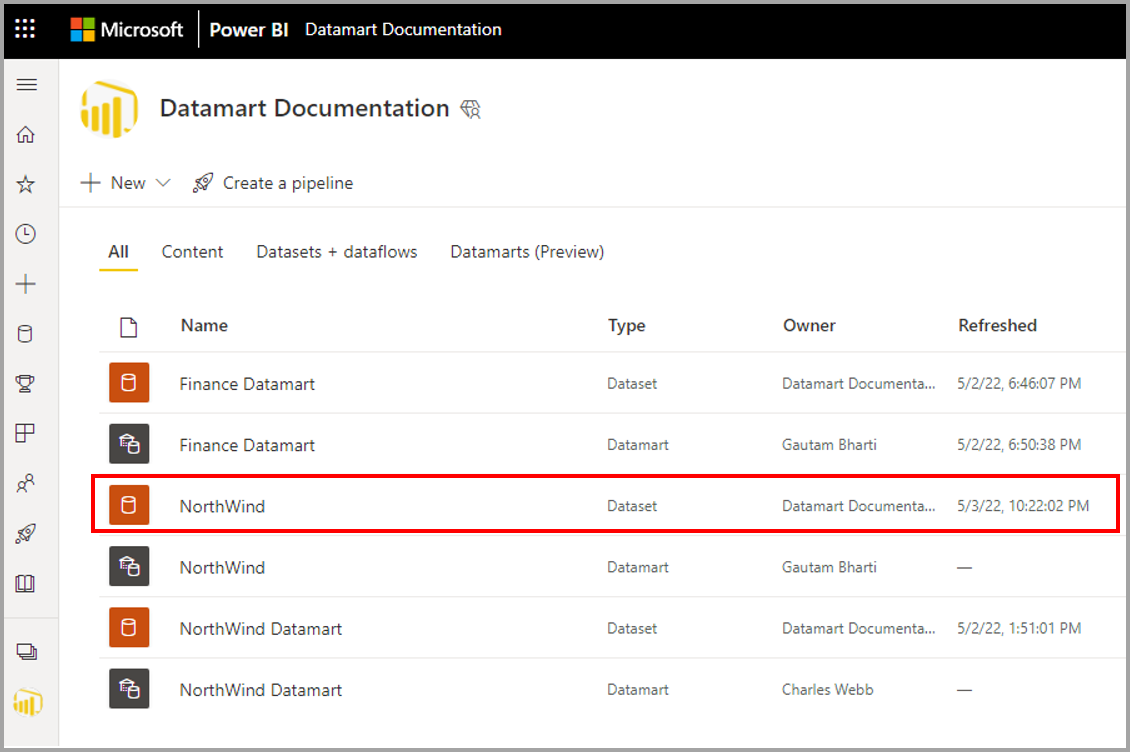 Microsoft Power BI Datamart Documentation
Datamart Documentation
New Create a pipeline
All Content Datasets + dataflows Datamarts (Preview)
Name Type Owner Refreshed
Finance Datamart Dataset Datamart Documenta... 5/2/22, 6:46:07 PM
Finance Datamart Datamart Gautam Bharti 5/2/22, 6:50:38 PM
NorthWind Dataset Datamart Documenta... 5/3/22, 10:22:02 PM
NorthWind Datamart Gautam Bharti —
NorthWind Datamart Dataset Datamart Documenta... 5/2/22, 1:51:01 PM
NorthWind Datamart Datamart Charles Webb —